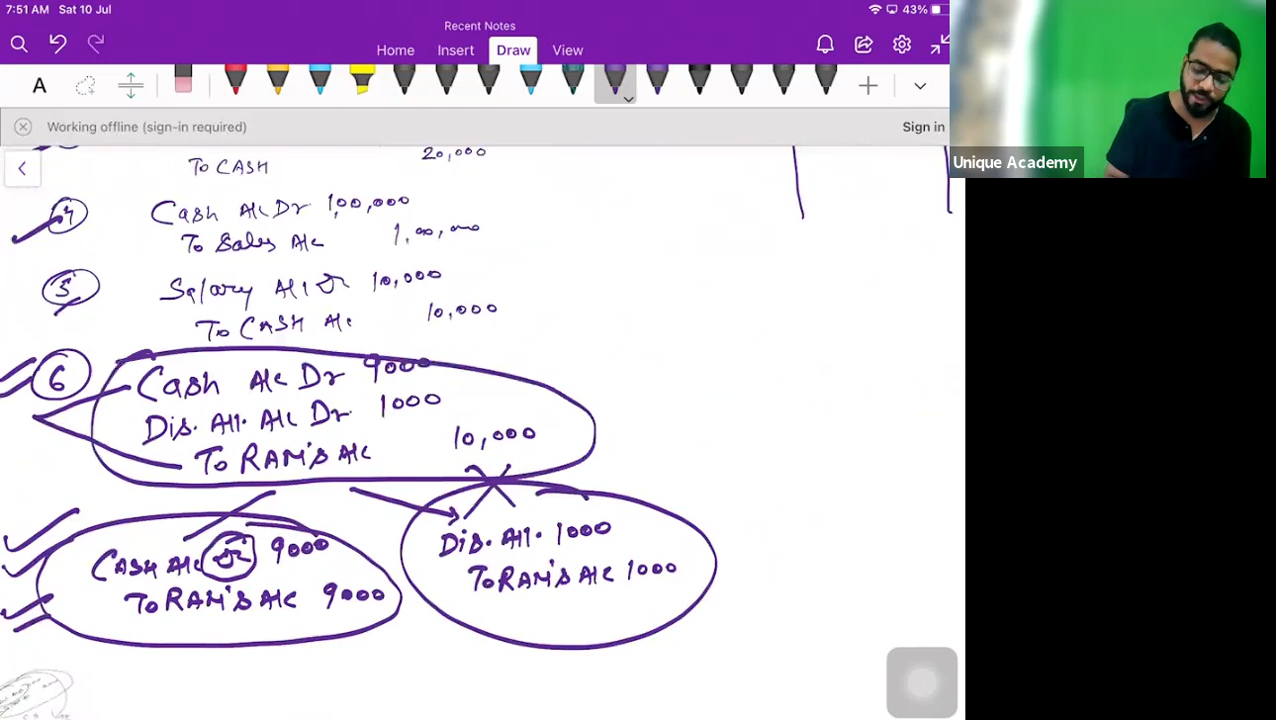 7:51 AM Sat 10 Jul
43%
Recent Notes
Home Insert Draw View
A
Working offline (sign-in required)
Sign in
Unique Academy
20,000
To CASH
4 Cash A/c Dr 1,00,000
To Sales A/c 1,00,000
5 Salary A/c Dr 10,000
To CASH A/c 10,000
6 Cash A/c Dr 9000
Dis. All. A/c Dr 1000
To RAM'S A/c 10,000
CASH A/c Dr 9000
To RAM'S A/c 9000
Dis. All. 1000
To RAM'S A/c 1000